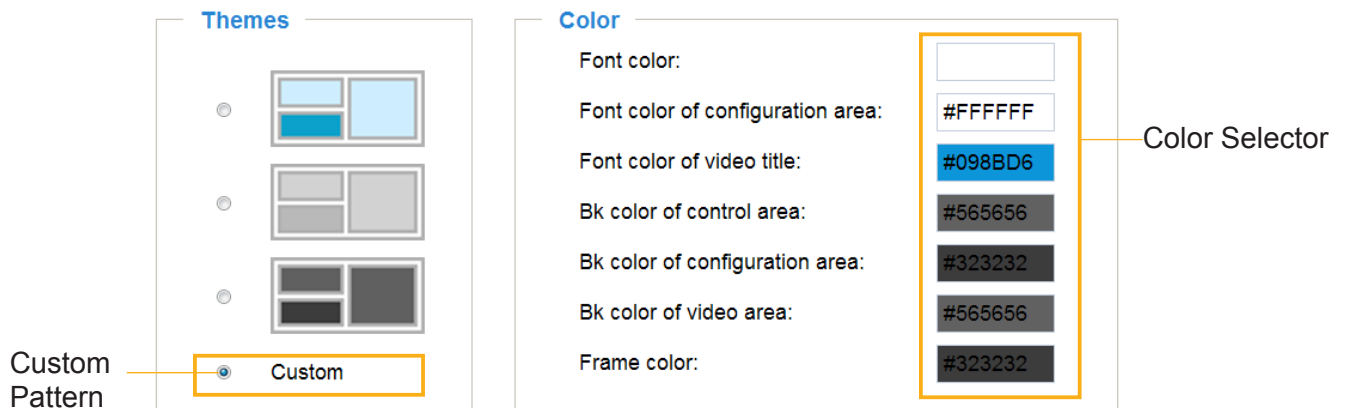 Themes
Color
Font color:
Font color of configuration area: #FFFFFF
Font color of video title: #098BD6
Bk color of control area: #565656
Bk color of configuration area: #323232
Bk color of video area: #565656
Frame color: #323232
Color Selector
Custom
Pattern
Custom